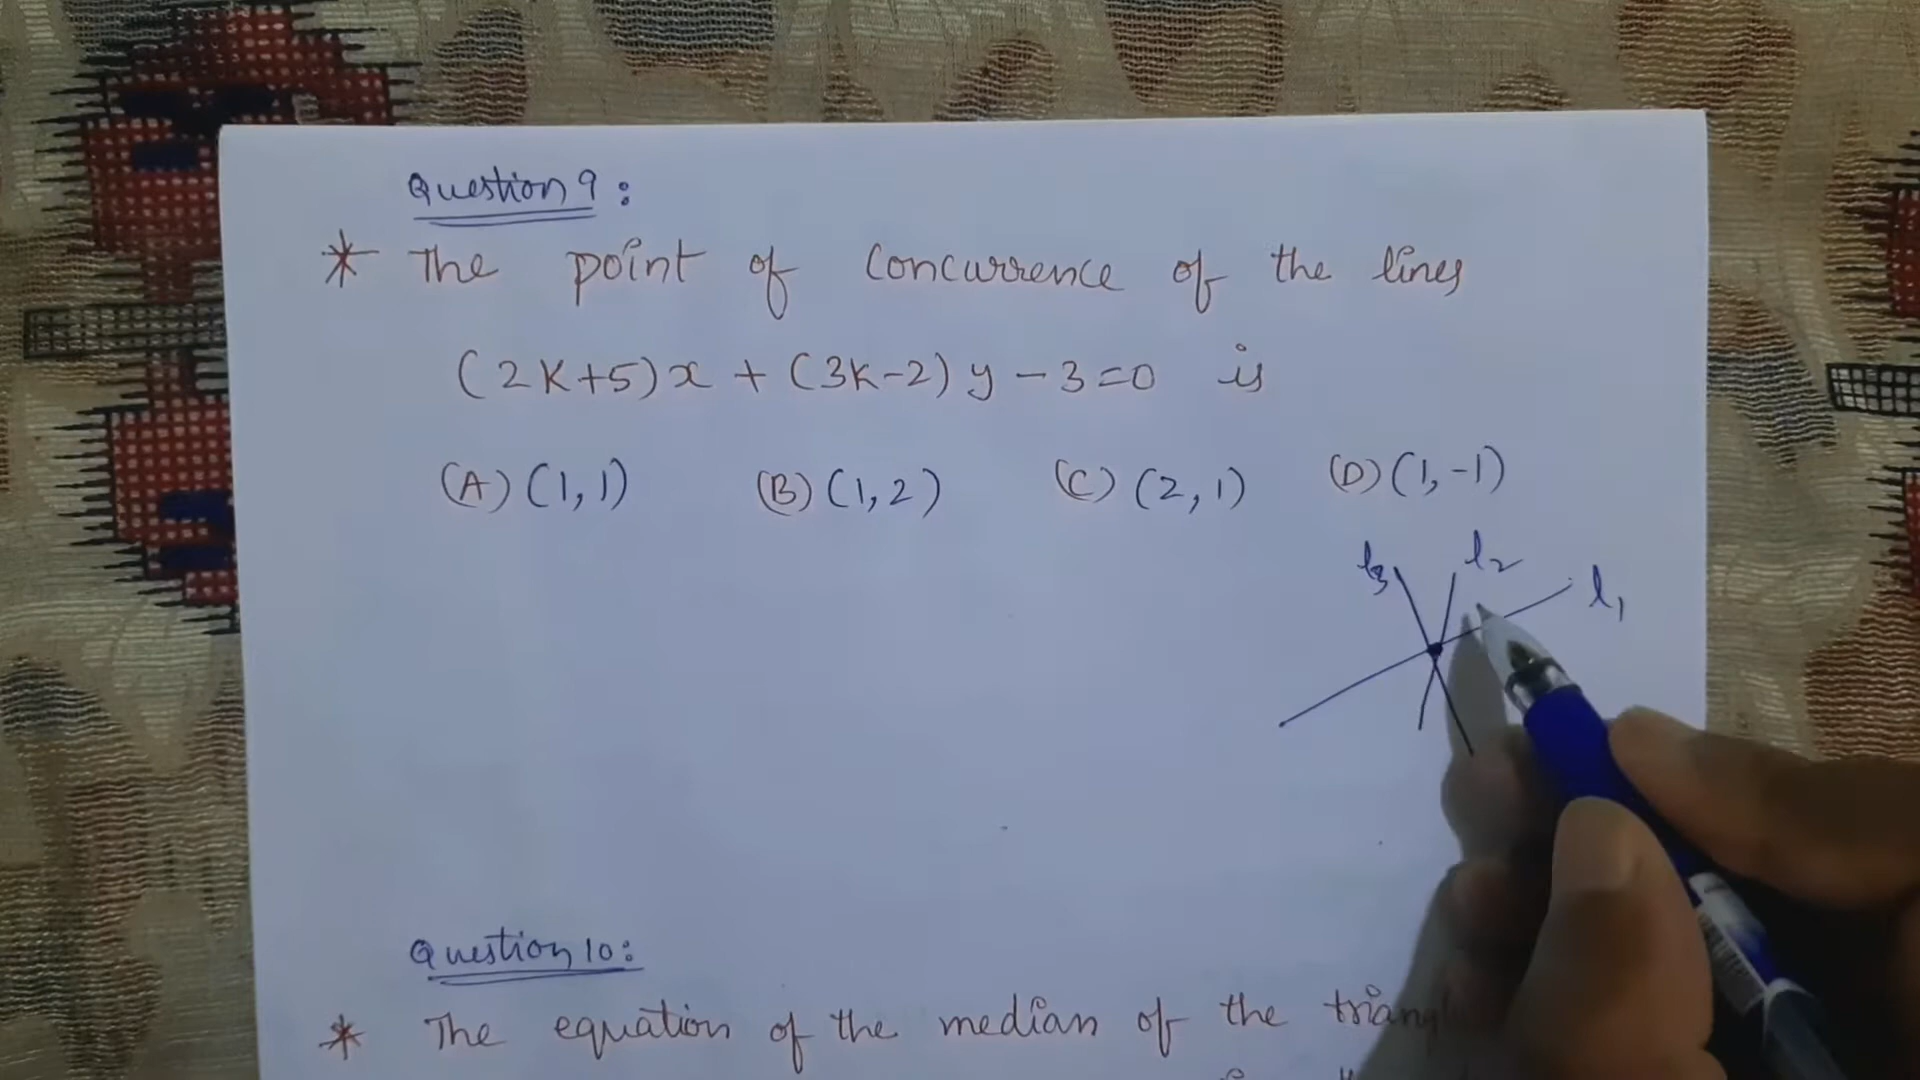 Question 9 :
* The point of concurrence of the lines
(2K+5)x + (3K-2)y - 3 = 0 is
(A) (1,1) (B) (1,2) (C) (2,1) (D) (1,-1)
l3 l2 l1
Question 10:
* The equation of the median of the